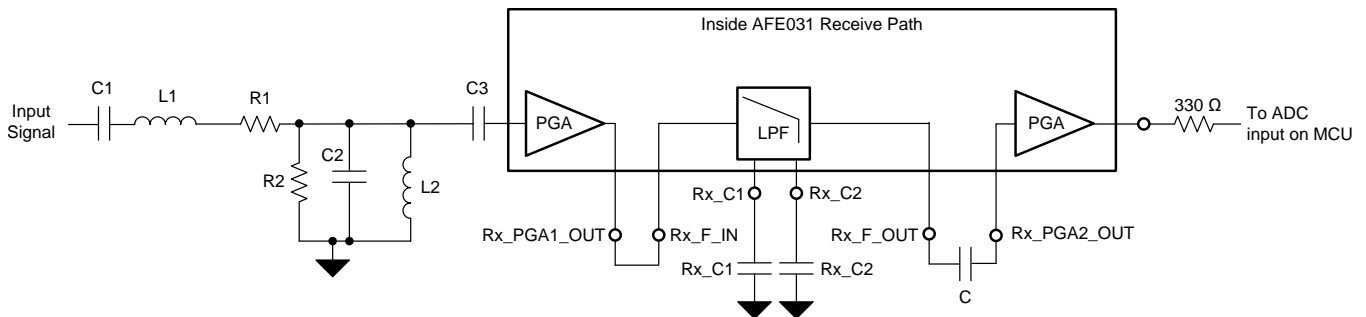 Inside AFE031 Receive Path
Input
Signal
C1
L1
R1
C3
PGA
LPF
PGA
330 Ω
To ADC
input on MCU
R2
C2
L2
Rx_C1
Rx_C2
Rx_PGA1_OUT
Rx_F_IN
Rx_F_OUT
Rx_PGA2_OUT
Rx_C1
Rx_C2
C